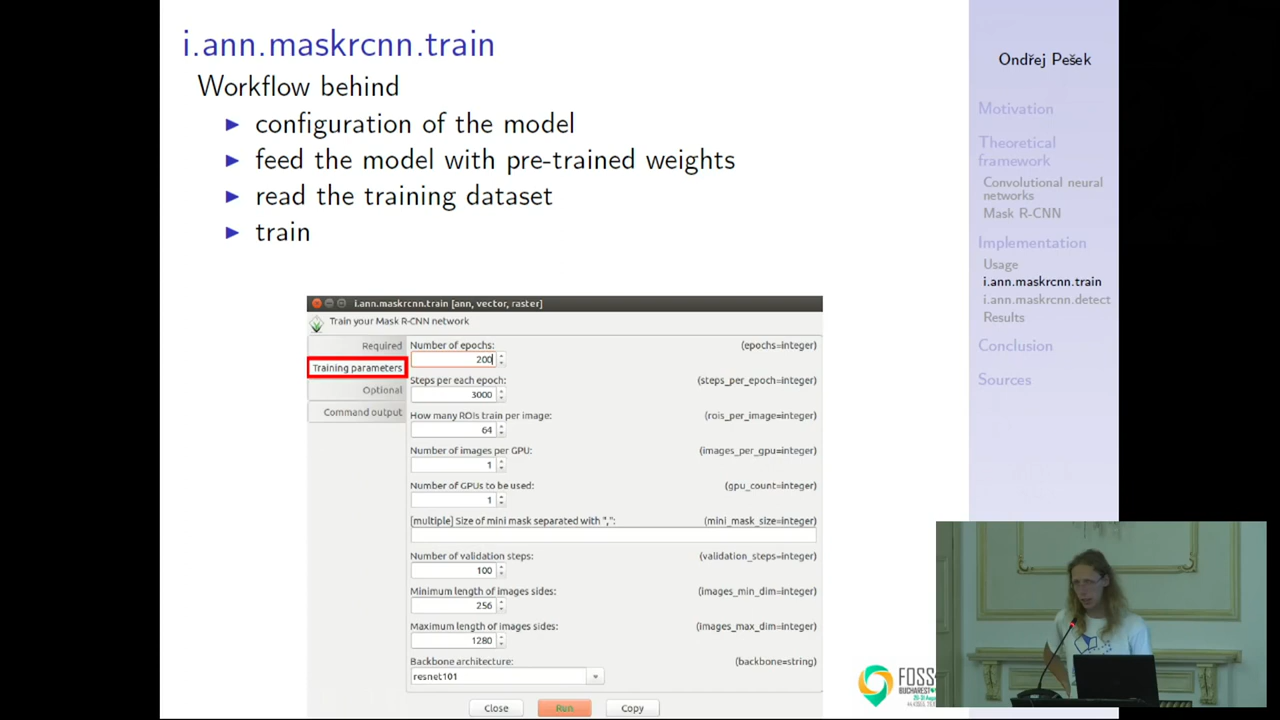 i.ann.maskrcnn.train
Workflow behind
configuration of the model
feed the model with pre-trained weights
read the training dataset
train
i.ann.maskrcnn.train [ann, vector, raster]
Train your Mask R-CNN network
Required
Training parameters
Optional
Command output
Number of epochs: (epochs=integer)
200
Steps per each epoch: (steps_per_epoch=integer)
3000
How many ROIs train per image: (rois_per_image=integer)
64
Number of images per GPU: (images_per_gpu=integer)
1
Number of GPUs to be used: (gpu_count=integer)
1
[multiple] Size of mini mask separated with ",": (mini_mask_size=integer)
Number of validation steps: (validation_steps=integer)
100
Minimum length of images sides: (images_min_dim=integer)
256
Maximum length of images sides: (images_max_dim=integer)
1280
Backbone architecture: (backbone=string)
resnet101
Close
Run
Copy
Ondřej Pešek
Motivation
Theoretical
framework
Convolutional neural
networks
Mask R-CNN
Implementation
Usage
i.ann.maskrcnn.train
i.ann.maskrcnn.detect
Results
Conclusion
Sources
FOSS
BUCHAREST